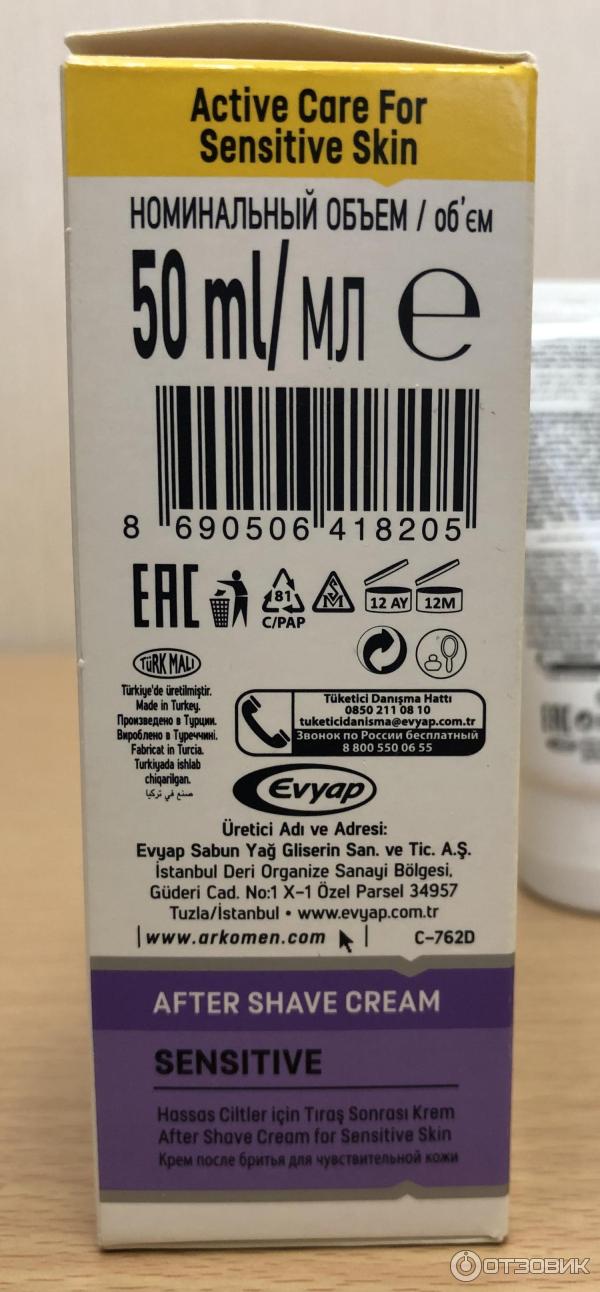 Active Care For
Sensitive Skin
НОМИНАЛЬНЫЙ ОБЪЕМ / об'єм
50 ml/ МЛ e
8 690506 418205
EAC
81
C/PAP
SM
12 AY
12M
TÜRK MALI
Türkiye'de üretilmiştir.
Made in Turkey.
Произведено в Турции.
Вироблено в Туреччині.
Fabricat in Turcia.
Turkiyada ishlab
chiqarilgan.
صنع في تركيا
Tüketici Danışma Hattı
0850 211 08 10
tuketicidanisma@evyap.com.tr
Звонок по России бесплатный
8 800 550 06 55
Evyap
Üretici Adı ve Adresi:
Evyap Sabun Yağ Gliserin San. ve Tic. A.Ş.
İstanbul Deri Organize Sanayi Bölgesi,
Güderi Cad. No:1 X-1 Özel Parsel 34957
Tuzla/İstanbul • www.evyap.com.tr
www.arkomen.com
C-762D
AFTER SHAVE CREAM
SENSITIVE
Hassas Ciltler için Tıraş Sonrası Krem
After Shave Cream for Sensitive Skin
Крем после бритья для чувствительной кожи
EAC
ОТЗОВИК